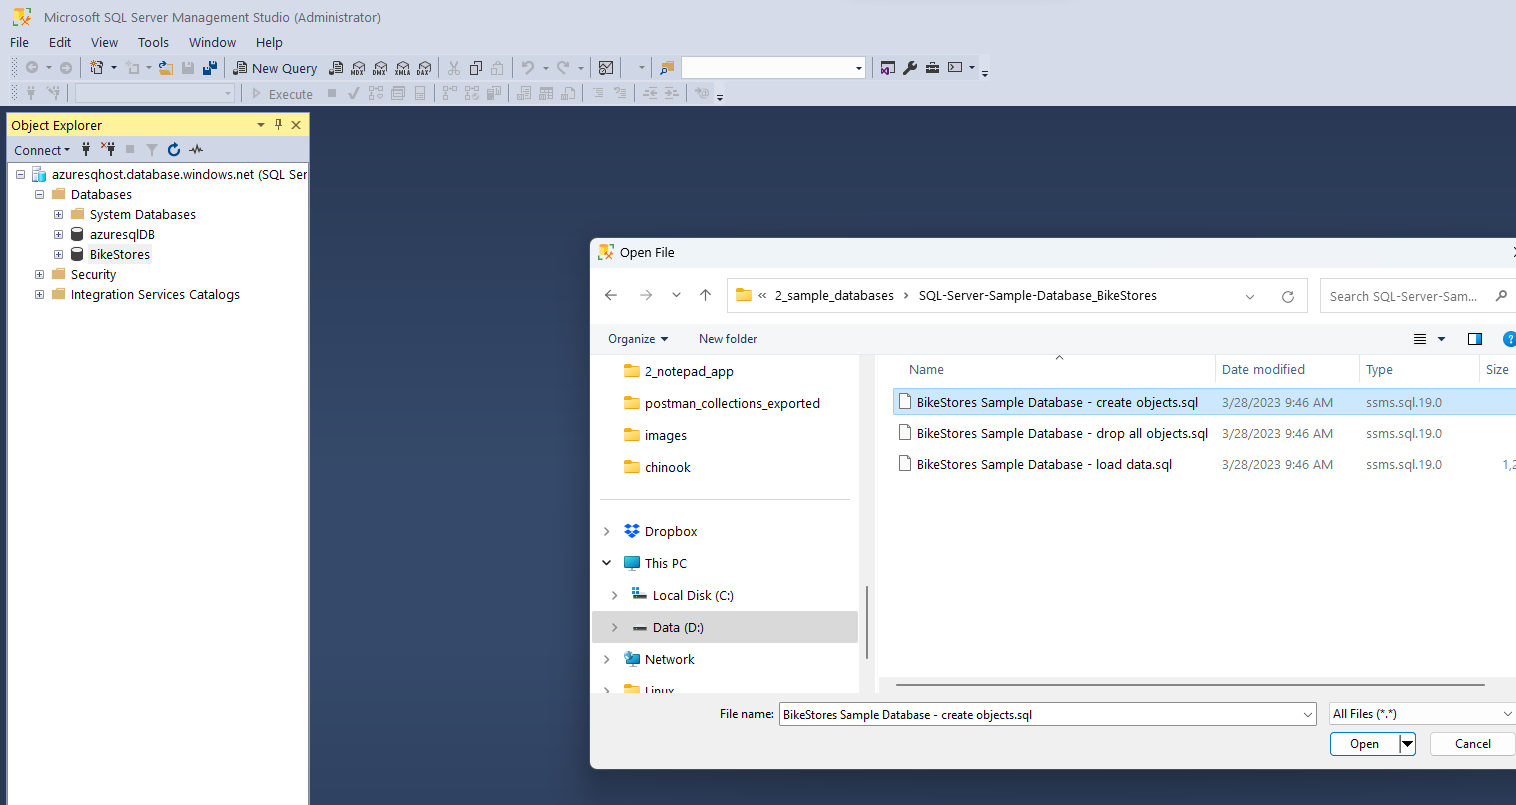 Microsoft SQL Server Management Studio (Administrator)
File Edit View Tools Window Help
New Query MDX DMX XMLA DAX
Execute
Object Explorer
Connect
azuresqhost.database.windows.net (SQL Ser
Databases
System Databases
azuresqlDB
BikeStores
Security
Integration Services Catalogs
Open File
« 2_sample_databases › SQL-Server-Sample-Database_BikeStores
Search SQL-Server-Sam...
Organize New folder
2_notepad_app
postman_collections_exported
images
chinook
Dropbox
This PC
Local Disk (C:)
Data (D:)
Network
Linux
Name Date modified Type Size
BikeStores Sample Database - create objects.sql 3/28/2023 9:46 AM ssms.sql.19.0
BikeStores Sample Database - drop all objects.sql 3/28/2023 9:46 AM ssms.sql.19.0
BikeStores Sample Database - load data.sql 3/28/2023 9:46 AM ssms.sql.19.0 1,2
File name: BikeStores Sample Database - create objects.sql All Files (*.*)
Open Cancel